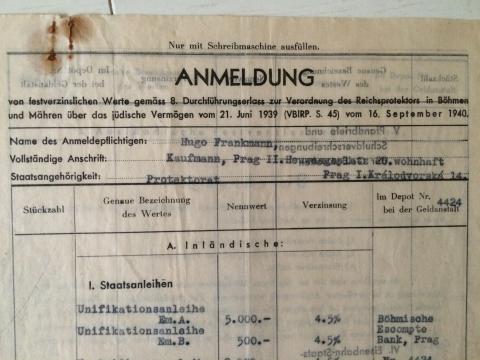 Nur mit Schreibmaschine ausfüllen.
ANMELDUNG
von festverzinslichen Werte gemäss 8. Durchführungserlass zur Verordnung des Reichsprotektors in Böhmen
und Mähren über das jüdische Vermögen vom 21. Juni 1939 (VBlRP. S. 45) vom 16. September 1940.
Name des Anmeldepflichtigen: Hugo Frankmann,
Vollständige Anschrift: Kaufmann, Prag II. 20. wohnhaft
Staatsangehörigkeit: Protektorat Prag I. Králodvorská 14.
Stückzahl Genaue Bezeichnung des Wertes Nennwert Verzinsung Im Depot Nr. 4424 bei der Geldanstalt
A. Inländische:
I. Staatsanleihen
Unifikationsanleihe
Em.A 5.000.- 4.5% Böhmische
Unifikationsanleihe Escompte
Em.B 500.- 4.5% Bank, Prag